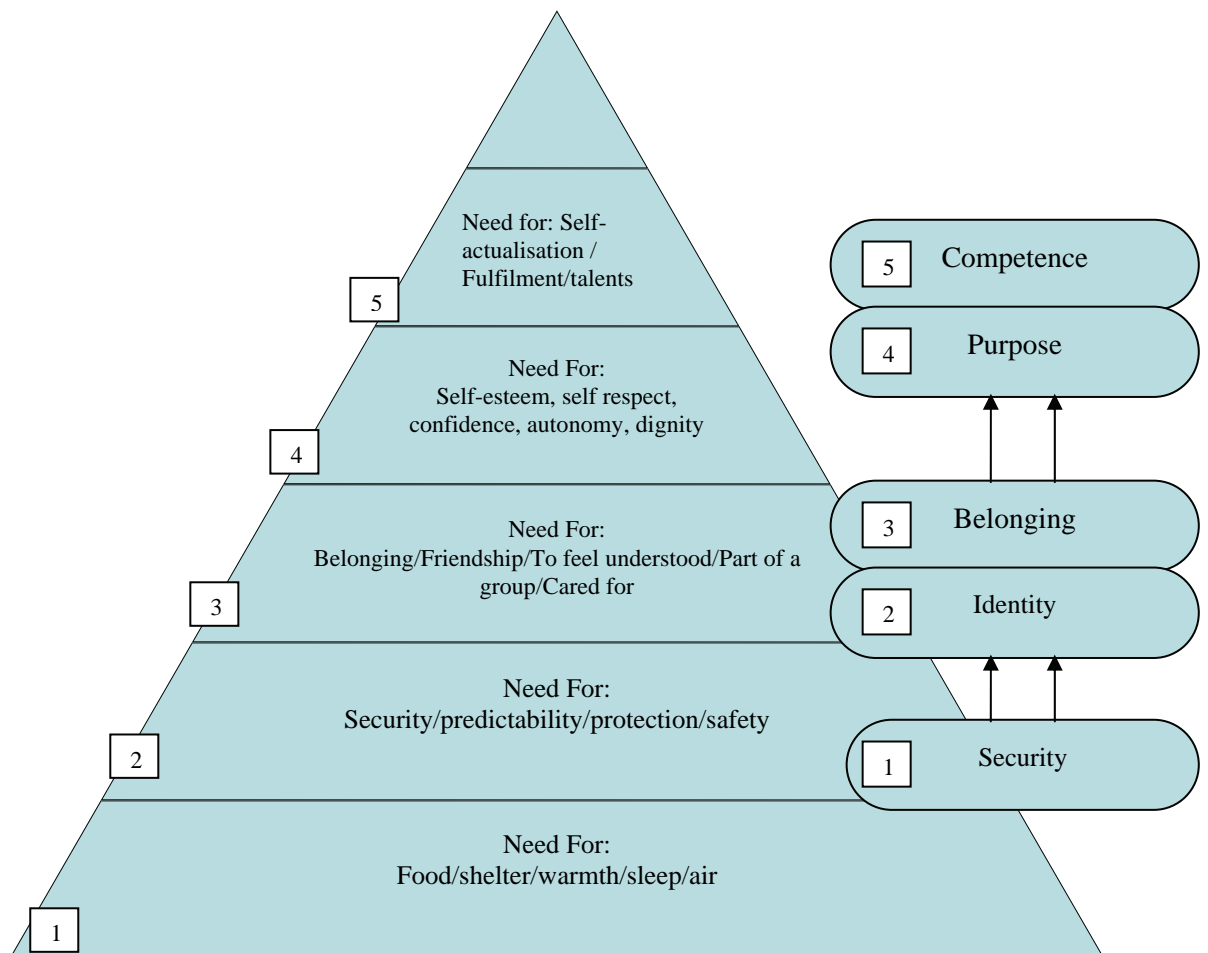 Need for: Self-
actualisation /
Fulfilment/talents
5
Need For:
Self-esteem, self respect,
confidence, autonomy, dignity
4
Need For:
Belonging/Friendship/To feel understood/Part of a
group/Cared for
3
Need For:
Security/predictability/protection/safety
2
Need For:
Food/shelter/warmth/sleep/air
1
5 Competence
4 Purpose
3 Belonging
2 Identity
1 Security